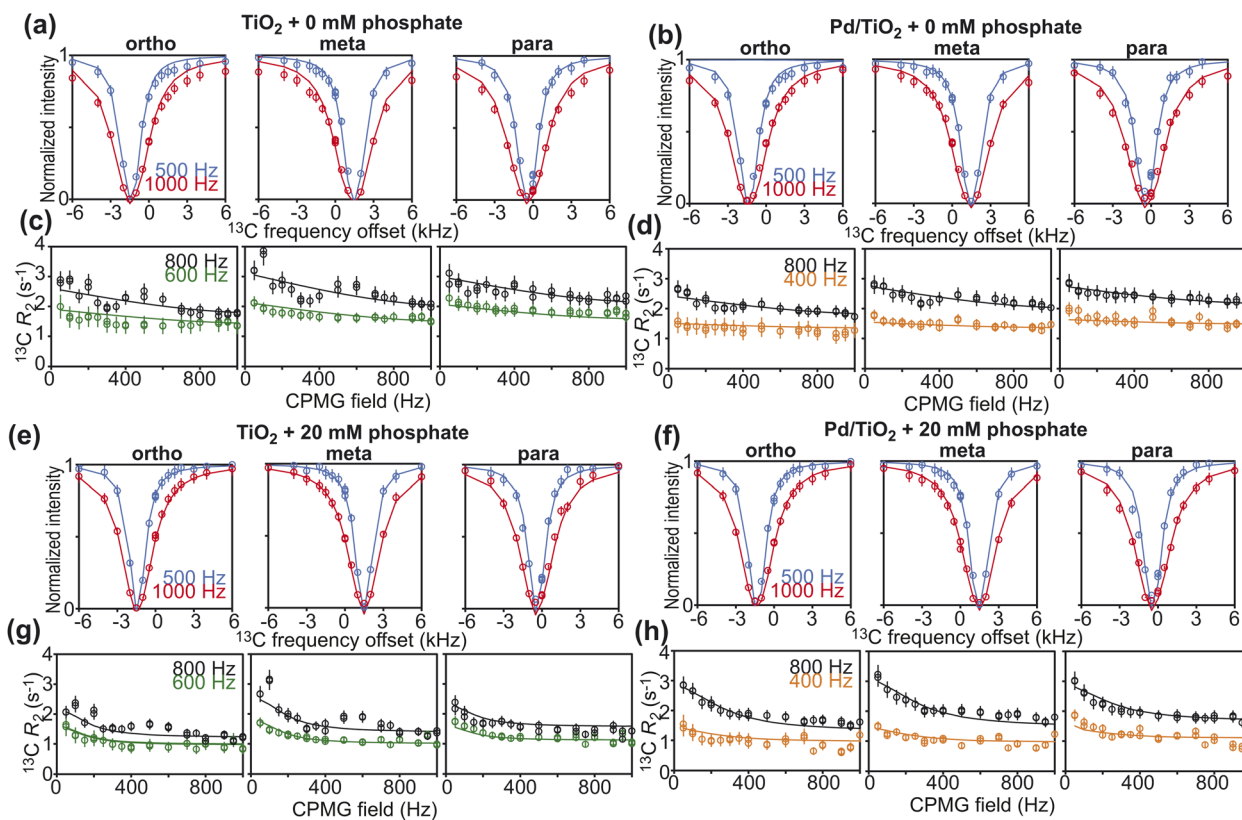 (a) TiO2 + 0 mM phosphate
ortho meta para
Normalized intensity
1
0
500 Hz
1000 Hz
-6 -3 0 3 6 -6 -3 0 3 6 -6 -3 0 3 6
13C frequency offset (kHz)
(b) Pd/TiO2 + 0 mM phosphate
ortho meta para
Normalized intensity
1
0
500 Hz
1000 Hz
-6 -3 0 3 6 -6 -3 0 3 6 -6 -3 0 3 6
13C frequency offset (kHz)
(c)
13C R2 (s-1)
4
3
2
1
0
800 Hz
600 Hz
0 400 800 400 800 400 800
CPMG field (Hz)
(d)
13C R2 (s-1)
4
3
2
1
0
800 Hz
400 Hz
0 400 800 400 800 400 800
CPMG field (Hz)
(e) TiO2 + 20 mM phosphate
ortho meta para
Normalized intensity
1
0
500 Hz
1000 Hz
-6 -3 0 3 6 -6 -3 0 3 6 -6 -3 0 3 6
13C frequency offset (kHz)
(f) Pd/TiO2 + 20 mM phosphate
ortho meta para
Normalized intensity
1
0
500 Hz
1000 Hz
-6 -3 0 3 6 -6 -3 0 3 6 -6 -3 0 3 6
13C frequency offset (kHz)
(g)
13C R2 (s-1)
4
3
2
1
0
800 Hz
600 Hz
0 400 800 400 800 400 800
CPMG field (Hz)
(h)
13C R2 (s-1)
4
3
2
1
0
800 Hz
400 Hz
0 400 800 400 800 400 800
CPMG field (Hz)